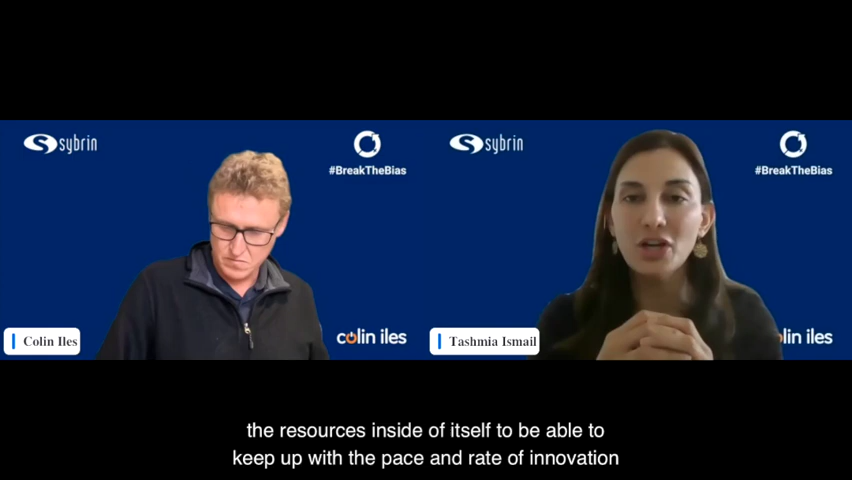 sybrin
#BreakTheBias
sybrin
#BreakTheBias
Colin Iles
colin iles
Tashmia Ismail
lin iles
the resources inside of itself to be able to
keep up with the pace and rate of innovation